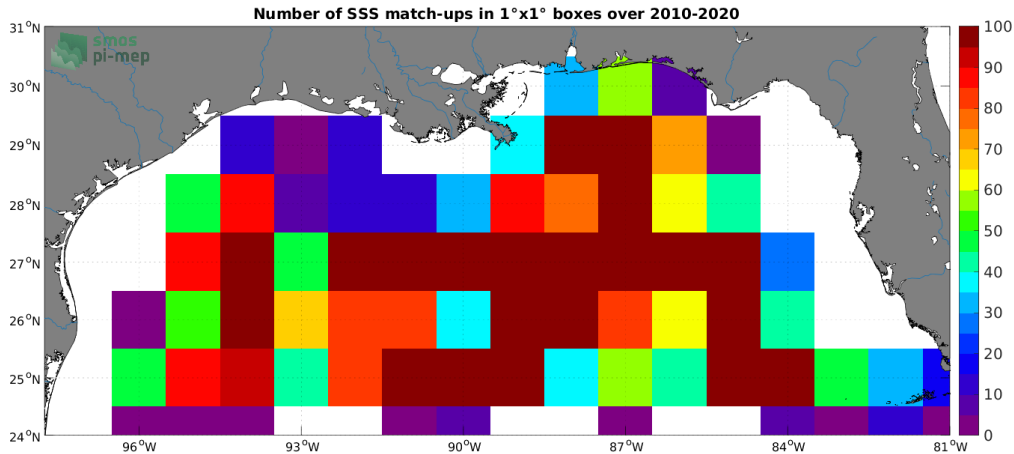 Number of SSS match-ups in 1°x1° boxes over 2010-2020
smos
pi-mep
31°N
30°N
29°N
28°N
27°N
26°N
25°N
24°N
96°W
93°W
90°W
87°W
84°W
81°W
100
90
80
70
60
50
40
30
20
10
0